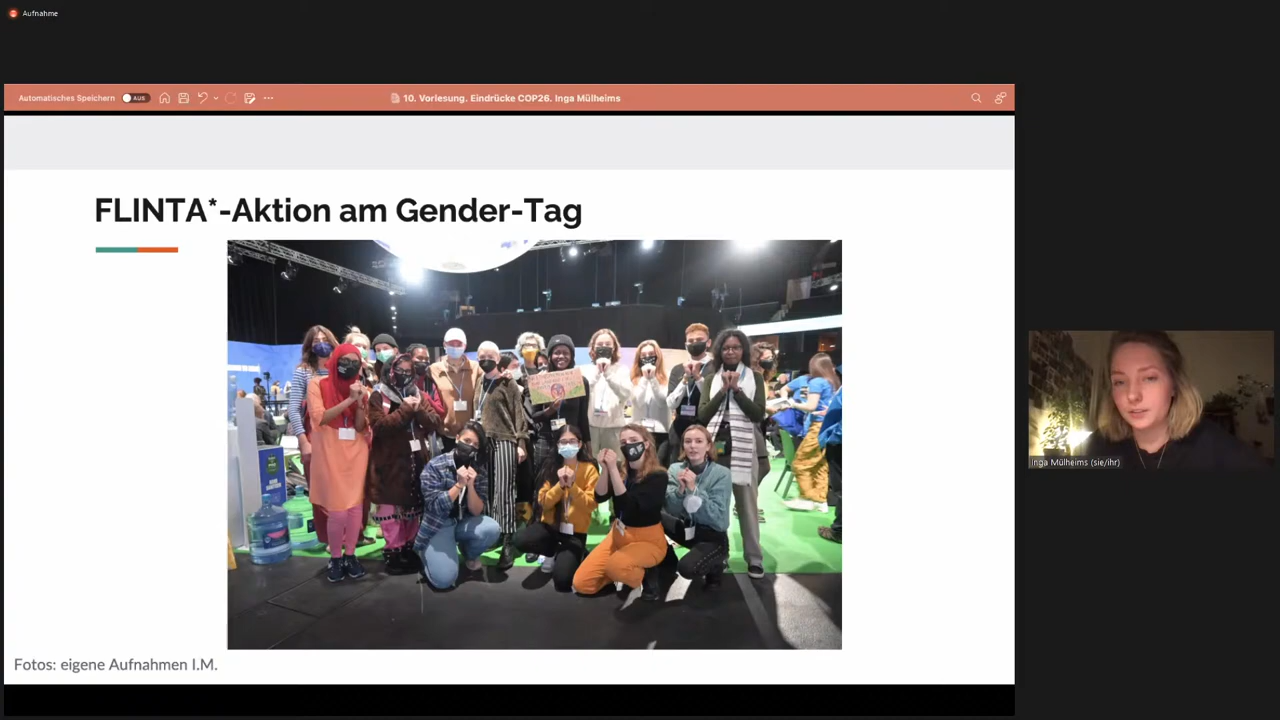 Aufnahme
Automatisches Speichern AUS
10. Vorlesung. Eindrücke COP26. Inga Mülheims
FLINTA*-Aktion am Gender-Tag
Inga Mülheims (sie/ihr)
Fotos: eigene Aufnahmen I.M.